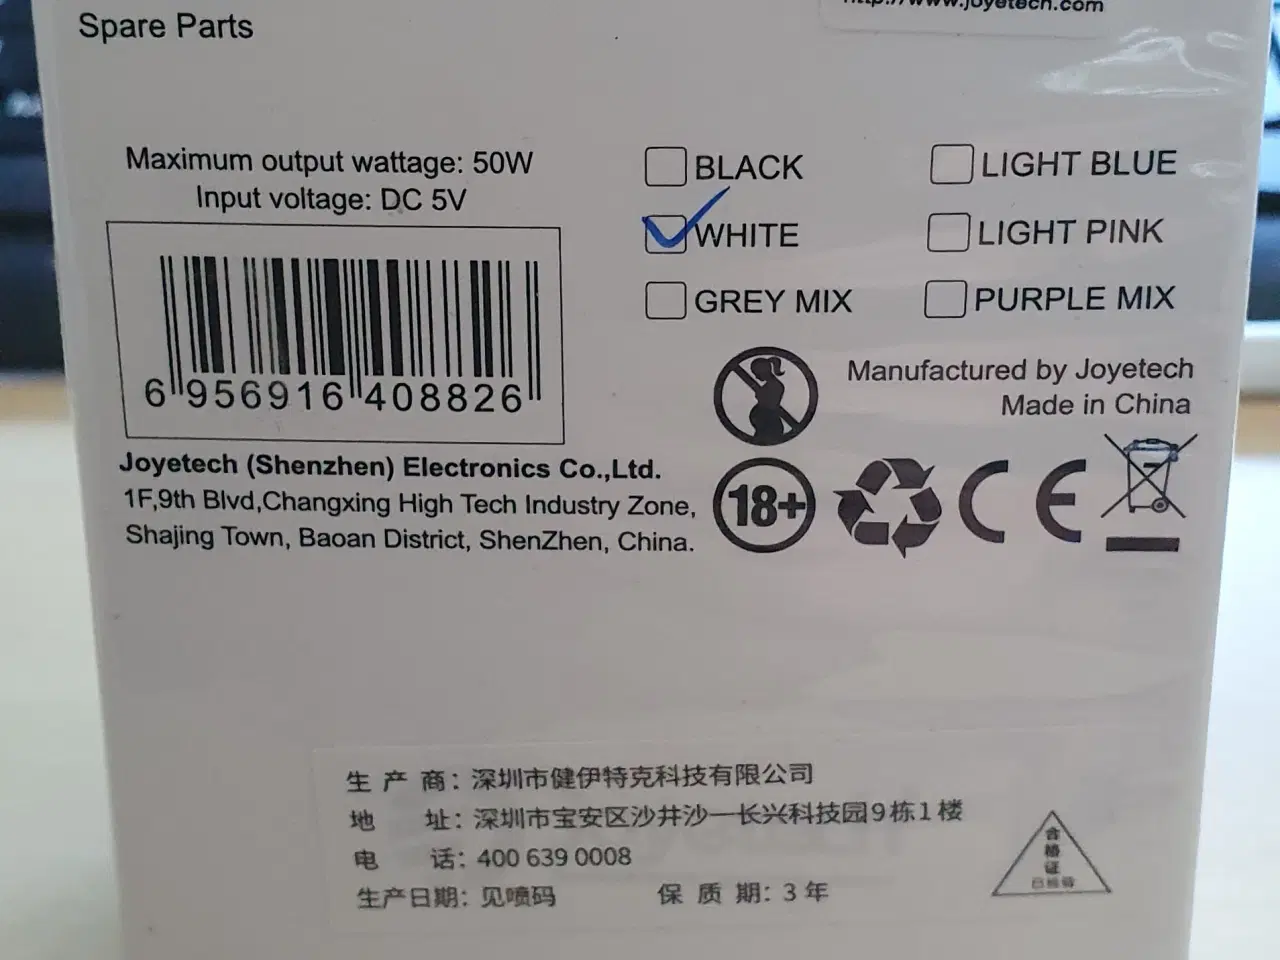 http://www.joyetech.com
Spare Parts
Maximum output wattage: 50W
Input voltage: DC 5V
6 956916 408826
BLACK
WHITE
GREY MIX
LIGHT BLUE
LIGHT PINK
PURPLE MIX
Manufactured by Joyetech
Made in China
Joyetech (Shenzhen) Electronics Co.,Ltd.
1F,9th Blvd,Changxing High Tech Industry Zone,
Shajing Town, Baoan District, ShenZhen, China.
18+
CE
生产商：深圳市健伊特克科技有限公司
地址：深圳市宝安区沙井沙一长兴科技园9栋1楼
电话：400 639 0008
生产日期：见喷码 保质期：3年
合格证